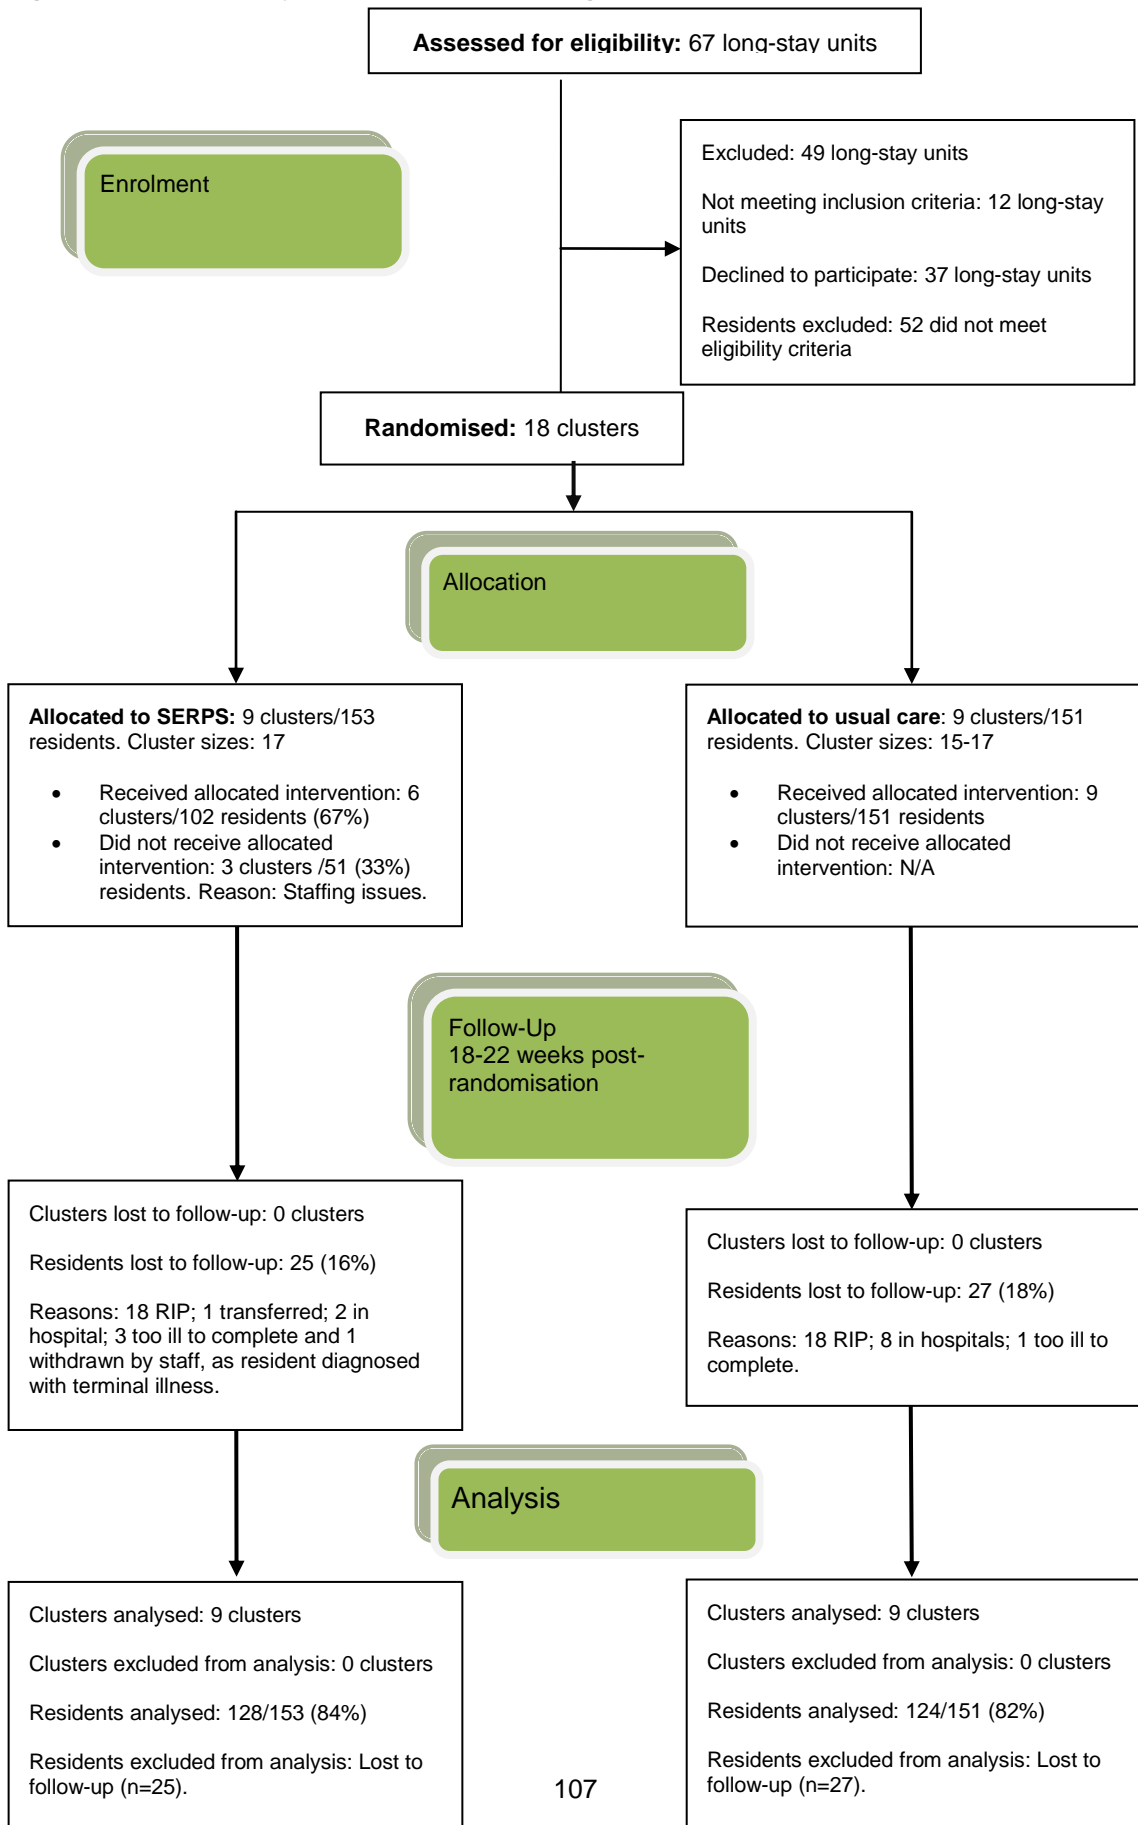 Assessed for eligibility: 67 long-stay units
Enrolment
Excluded: 49 long-stay units
Not meeting inclusion criteria: 12 long-stay
units
Declined to participate: 37 long-stay units
Residents excluded: 52 did not meet
eligibility criteria
Randomised: 18 clusters
Allocation
Allocated to SERPS: 9 clusters/153
residents. Cluster sizes: 17
• Received allocated intervention: 6
clusters/102 residents (67%)
• Did not receive allocated
intervention: 3 clusters /51 (33%)
residents. Reason: Staffing issues.
Allocated to usual care: 9 clusters/151
residents. Cluster sizes: 15-17
• Received allocated intervention: 9
clusters/151 residents
• Did not receive allocated
intervention: N/A
Follow-Up
18-22 weeks post-
randomisation
Clusters lost to follow-up: 0 clusters
Residents lost to follow-up: 25 (16%)
Reasons: 18 RIP; 1 transferred; 2 in
hospital; 3 too ill to complete and 1
withdrawn by staff, as resident diagnosed
with terminal illness.
Clusters lost to follow-up: 0 clusters
Residents lost to follow-up: 27 (18%)
Reasons: 18 RIP; 8 in hospitals; 1 too ill to
complete.
Analysis
Clusters analysed: 9 clusters
Clusters excluded from analysis: 0 clusters
Residents analysed: 128/153 (84%)
Residents excluded from analysis: Lost to
follow-up (n=25).
Clusters analysed: 9 clusters
Clusters excluded from analysis: 0 clusters
Residents analysed: 124/151 (82%)
Residents excluded from analysis: Lost to
follow-up (n=27).
107